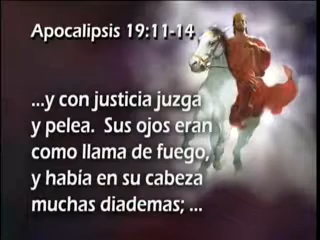 Apocalipsis 19:11-14
...y con justicia juzga
y pelea. Sus ojos eran
como llama de fuego,
y había en su cabeza
muchas diademas; ...